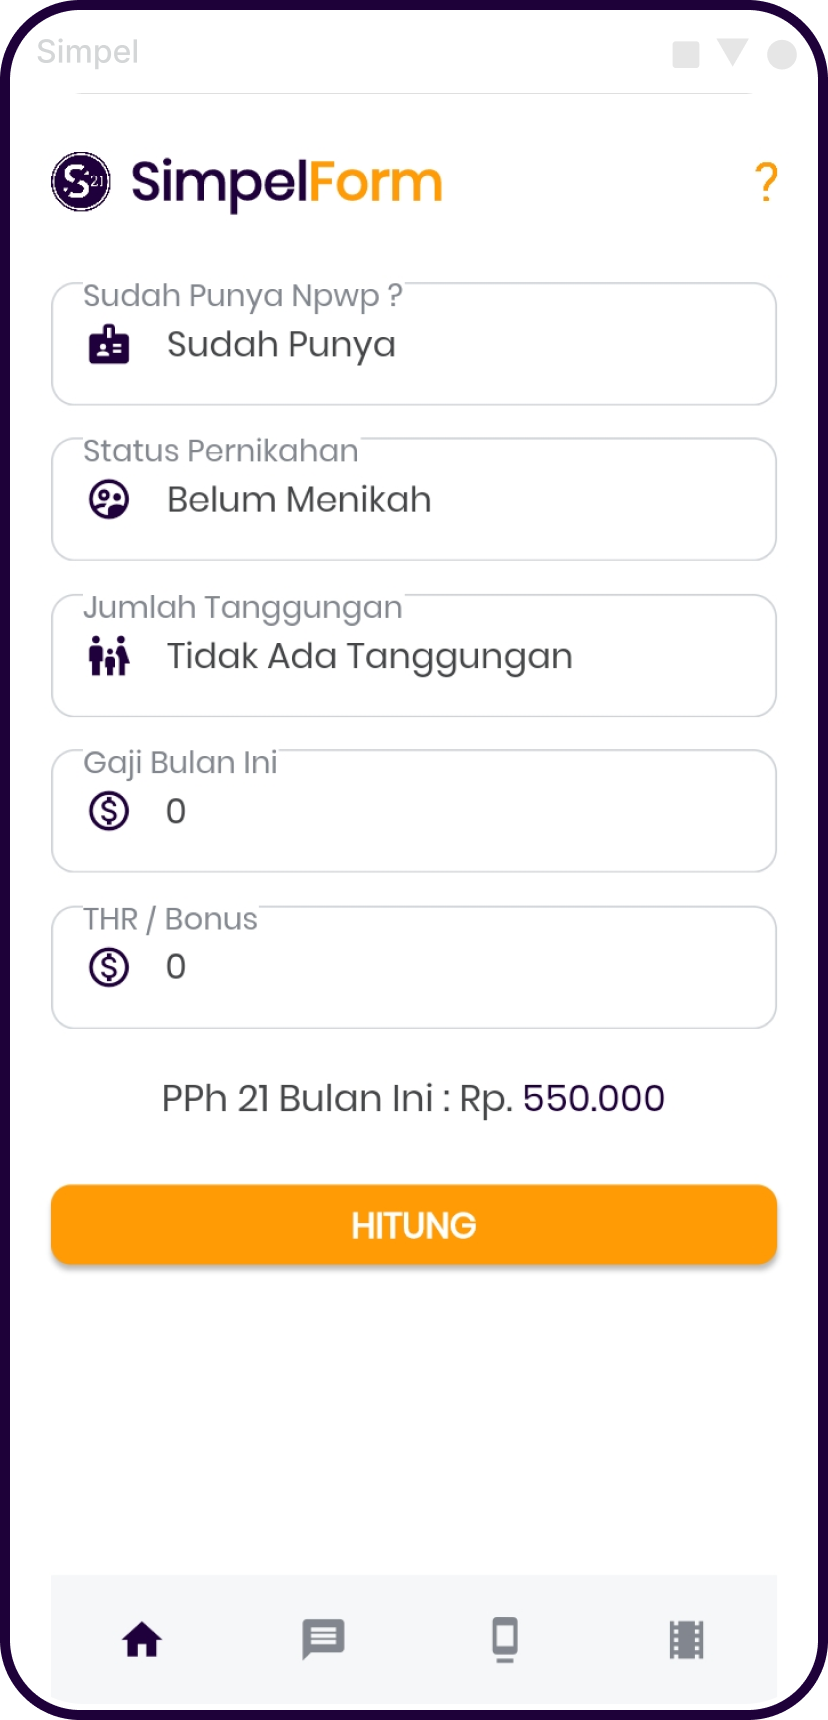 Simpel
S21 SimpelForm ?
Sudah Punya Npwp ?
Sudah Punya
Status Pernikahan
Belum Menikah
Jumlah Tanggungan
Tidak Ada Tanggungan
Gaji Bulan Ini
0
THR / Bonus
0
PPh 21 Bulan Ini : Rp. 550.000
HITUNG